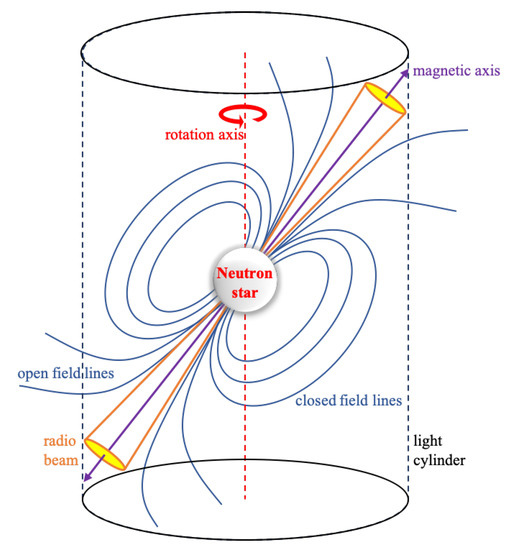 magnetic axis
rotation axis
Neutron
star
open field lines
closed field lines
radio
beam
light
cylinder